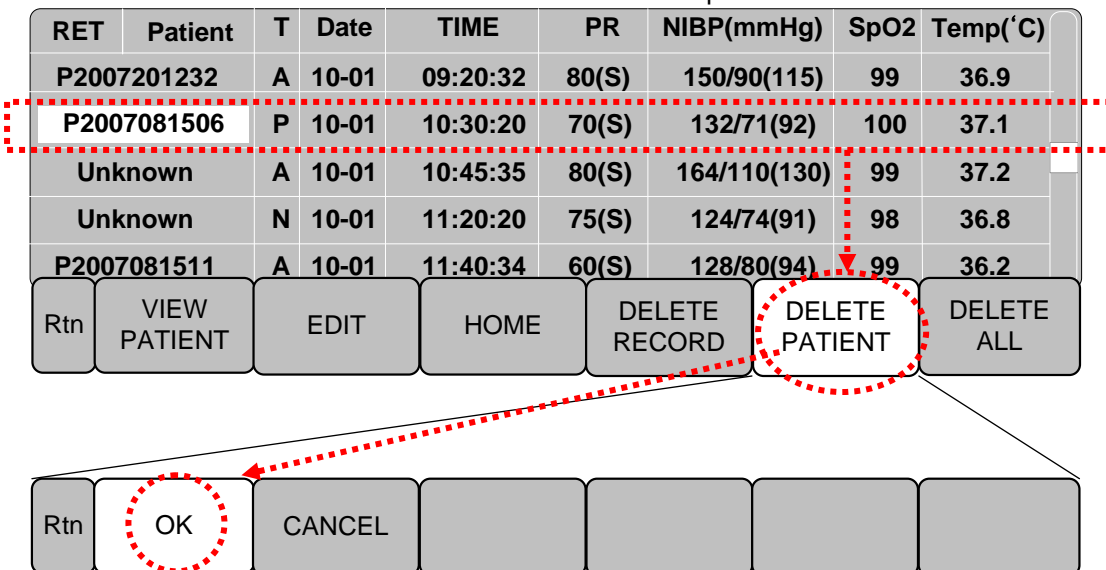 RET Patient T Date TIME PR NIBP(mmHg) SpO2 Temp(‘C)
P2007201232 A 10-01 09:20:32 80(S) 150/90(115) 99 36.9
P2007081506 P 10-01 10:30:20 70(S) 132/71(92) 100 37.1
Unknown A 10-01 10:45:35 80(S) 164/110(130) 99 37.2
Unknown N 10-01 11:20:20 75(S) 124/74(91) 98 36.8
P2007081511 A 10-01 11:40:34 60(S) 128/80(94) 99 36.2
Rtn
VIEW
PATIENT
EDIT
HOME
DELETE
RECORD
DELETE
PATIENT
DELETE
ALL
Rtn
OK
CANCEL